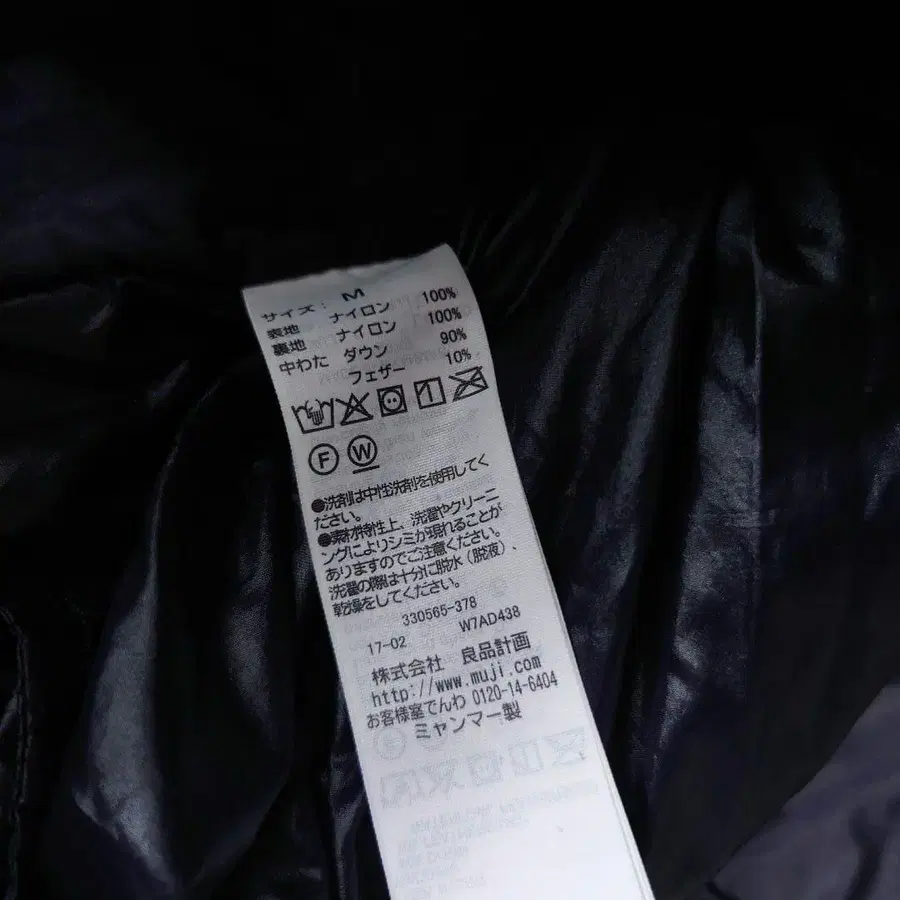 サイズ： M
表地 ナイロン 100%
裏地 ナイロン 100%
中わた ダウン 90%
フェザー 10%
F W
●洗剤は中性洗剤を使用してく
ださい。
●素材特性上、洗濯やクリーニ
ングによりシミが現れることが
ありますのでご注意ください。
洗濯の際は十分に脱水（脱液）、
乾燥をしてください。
330565-378
17-02 W7AD438
株式会社 良品計画
http://www.muji.com
お客様室でんわ 0120-14-6404
ミャンマー製